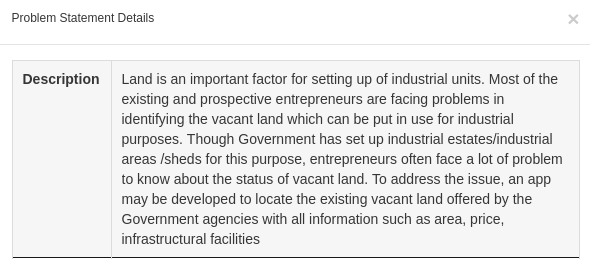 Problem Statement Details
×
Description
Land is an important factor for setting up of industrial units. Most of the
existing and prospective entrepreneurs are facing problems in
identifying the vacant land which can be put in use for industrial
purposes. Though Government has set up industrial estates/industrial
areas /sheds for this purpose, entrepreneurs often face a lot of problem
to know about the status of vacant land. To address the issue, an app
may be developed to locate the existing vacant land offered by the
Government agencies with all information such as area, price,
infrastructural facilities